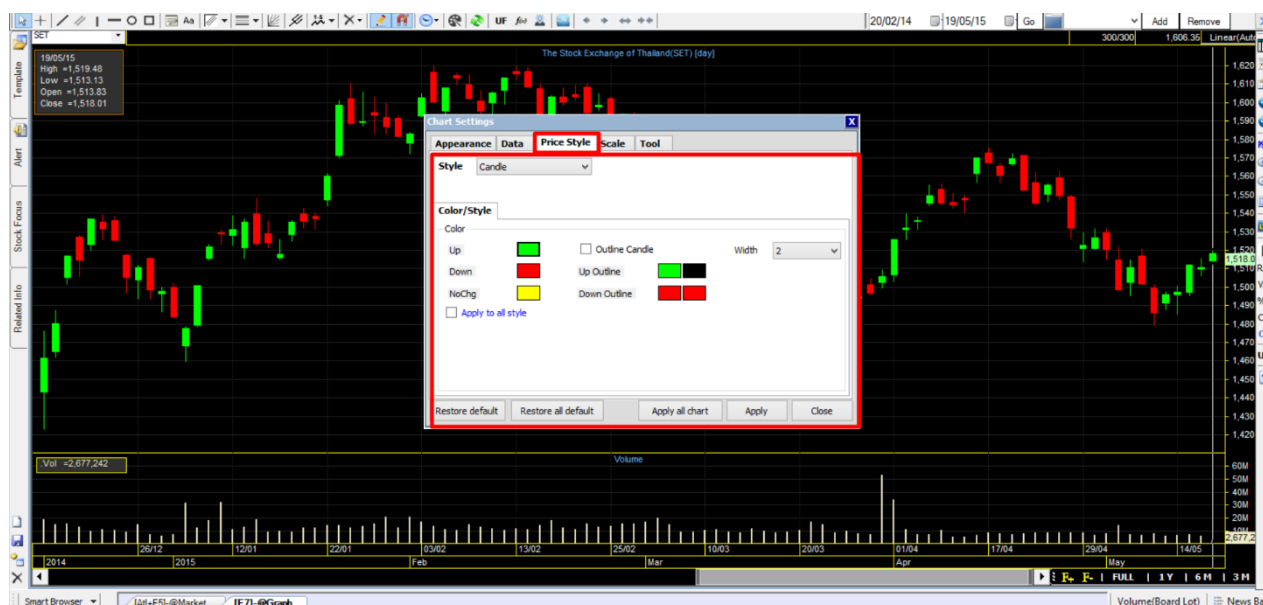 Aa UF f(x) 20/02/14 19/05/15 Go Add Remove
SET 300/300 1,606.35 Linear(Auto
The Stock Exchange of Thailand(SET) [day]
19/05/15
High =1,519.48
Low =1,513.13
Open =1,513.83
Close =1,518.01
Template
Alert
Stock Focus
Related Info
Chart Settings X
Appearance Data Price Style Scale Tool
Style Candle
Color/Style
Color
Up Outline Candle Width 2
Down Up Outline
NoChg Down Outline
Apply to all style
Restore default Restore all default Apply all chart Apply Close
1,620
1,610
1,600
1,590
1,580
1,570
1,560
1,550
1,540
1,530
1,520
1,518.0
1,510
1,500
1,490
1,480
1,470
1,460
1,450
1,440
1,430
1,420
.Vol =2,677,242
Volume
60M
50M
40M
30M
20M
10M
2,677,2
26/12 12/01 22/01 03/02 13/02 25/02 10/03 20/03 01/04 17/04 29/04 14/05
2014 2015 Feb Mar Apr May
F+ F- | FULL | 1Y | 6M | 3M
Smart Browser [Alt+F5]-@Market [F7]-@Graph Volume(Board Lot) News Ba